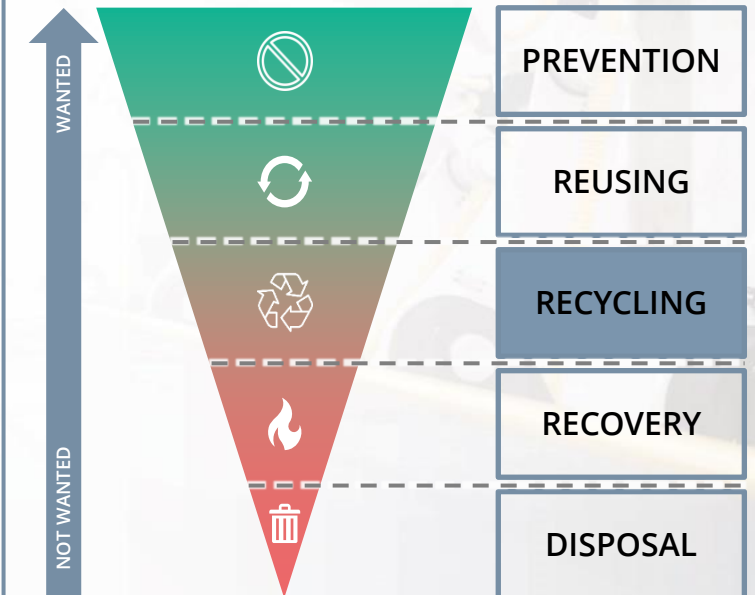 WANTED
PREVENTION
REUSING
RECYCLING
RECOVERY
NOT WANTED
DISPOSAL